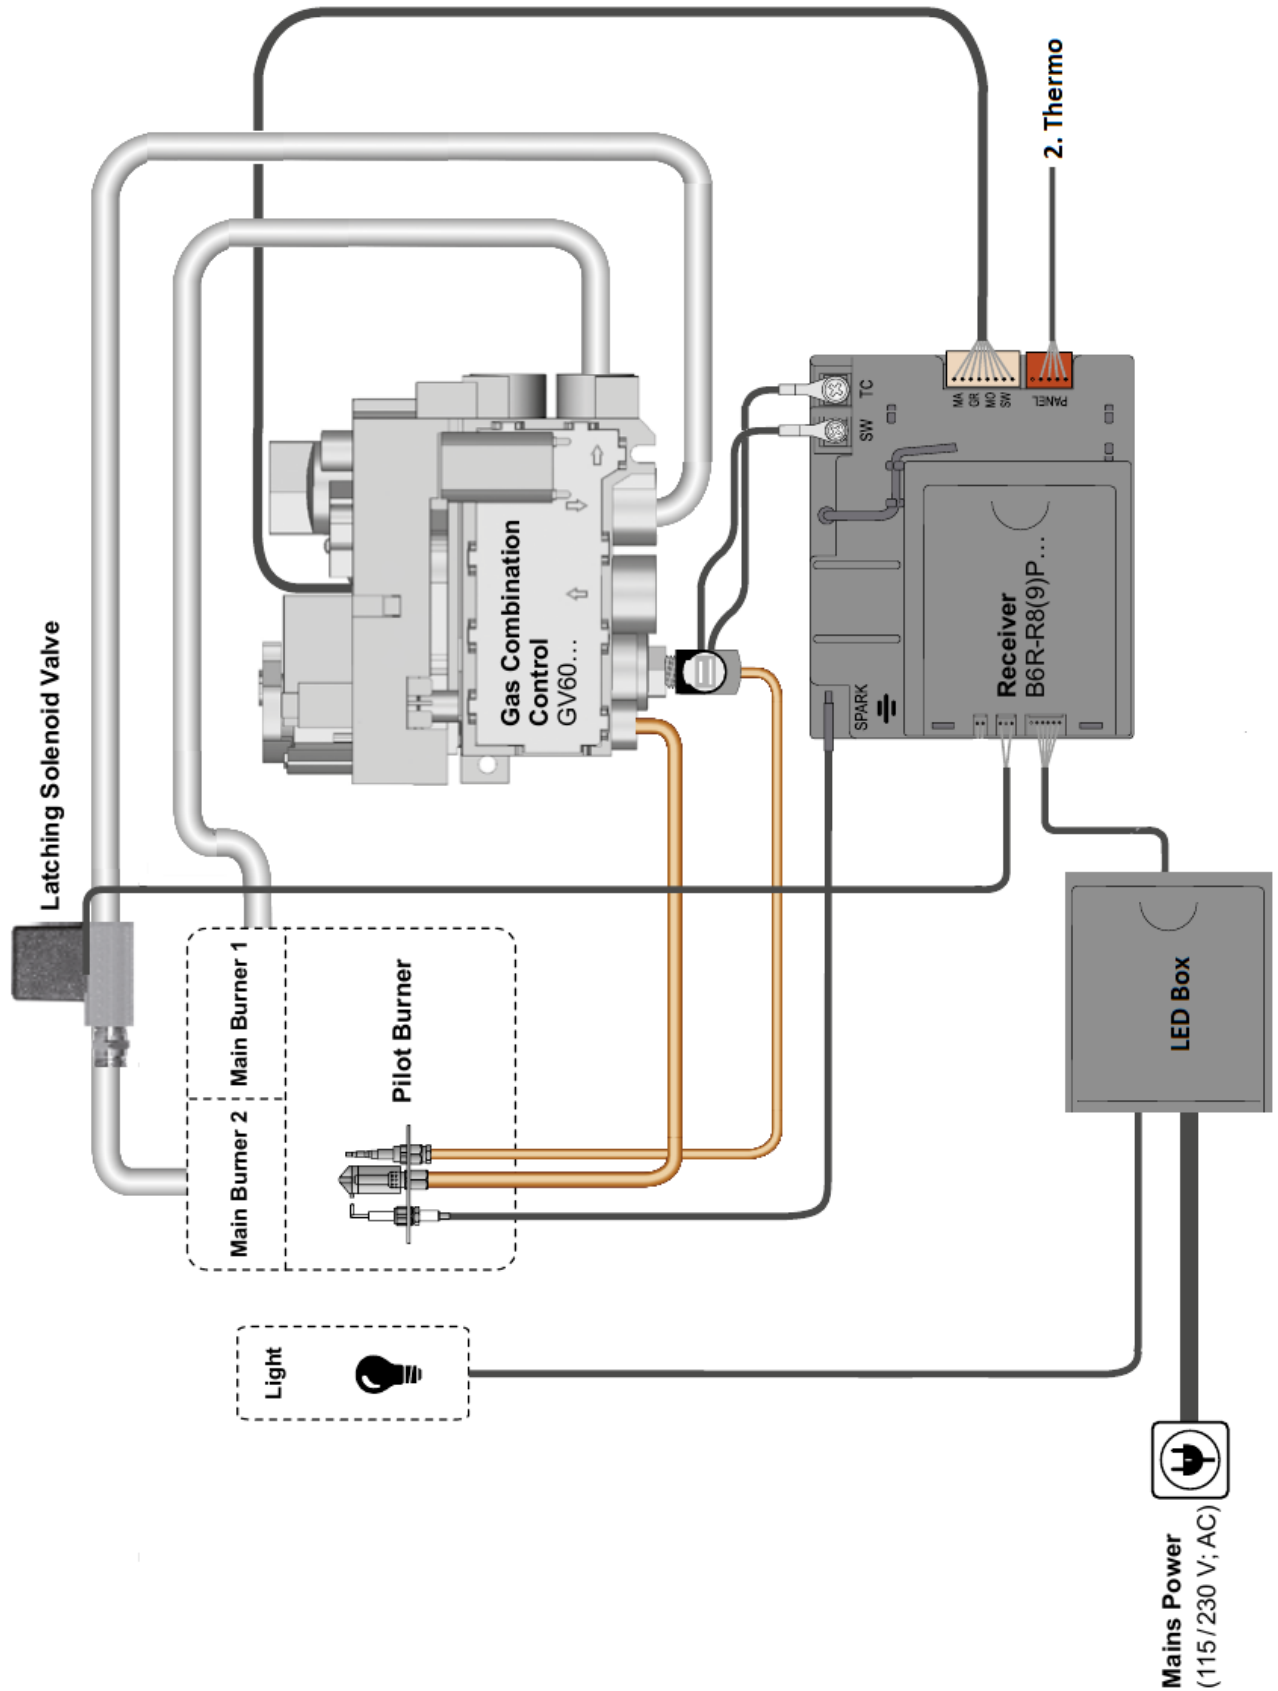 Latching Solenoid Valve
2. Thermo
Gas Combination
Control
GV60...
TC
SW
MA
GR
MO
SW
PANEL
SPARK
Receiver
B6R-R8(9)P...
Main Burner 1
Main Burner 2
Pilot Burner
LED Box
Light
Mains Power
(115/230 V; AC)